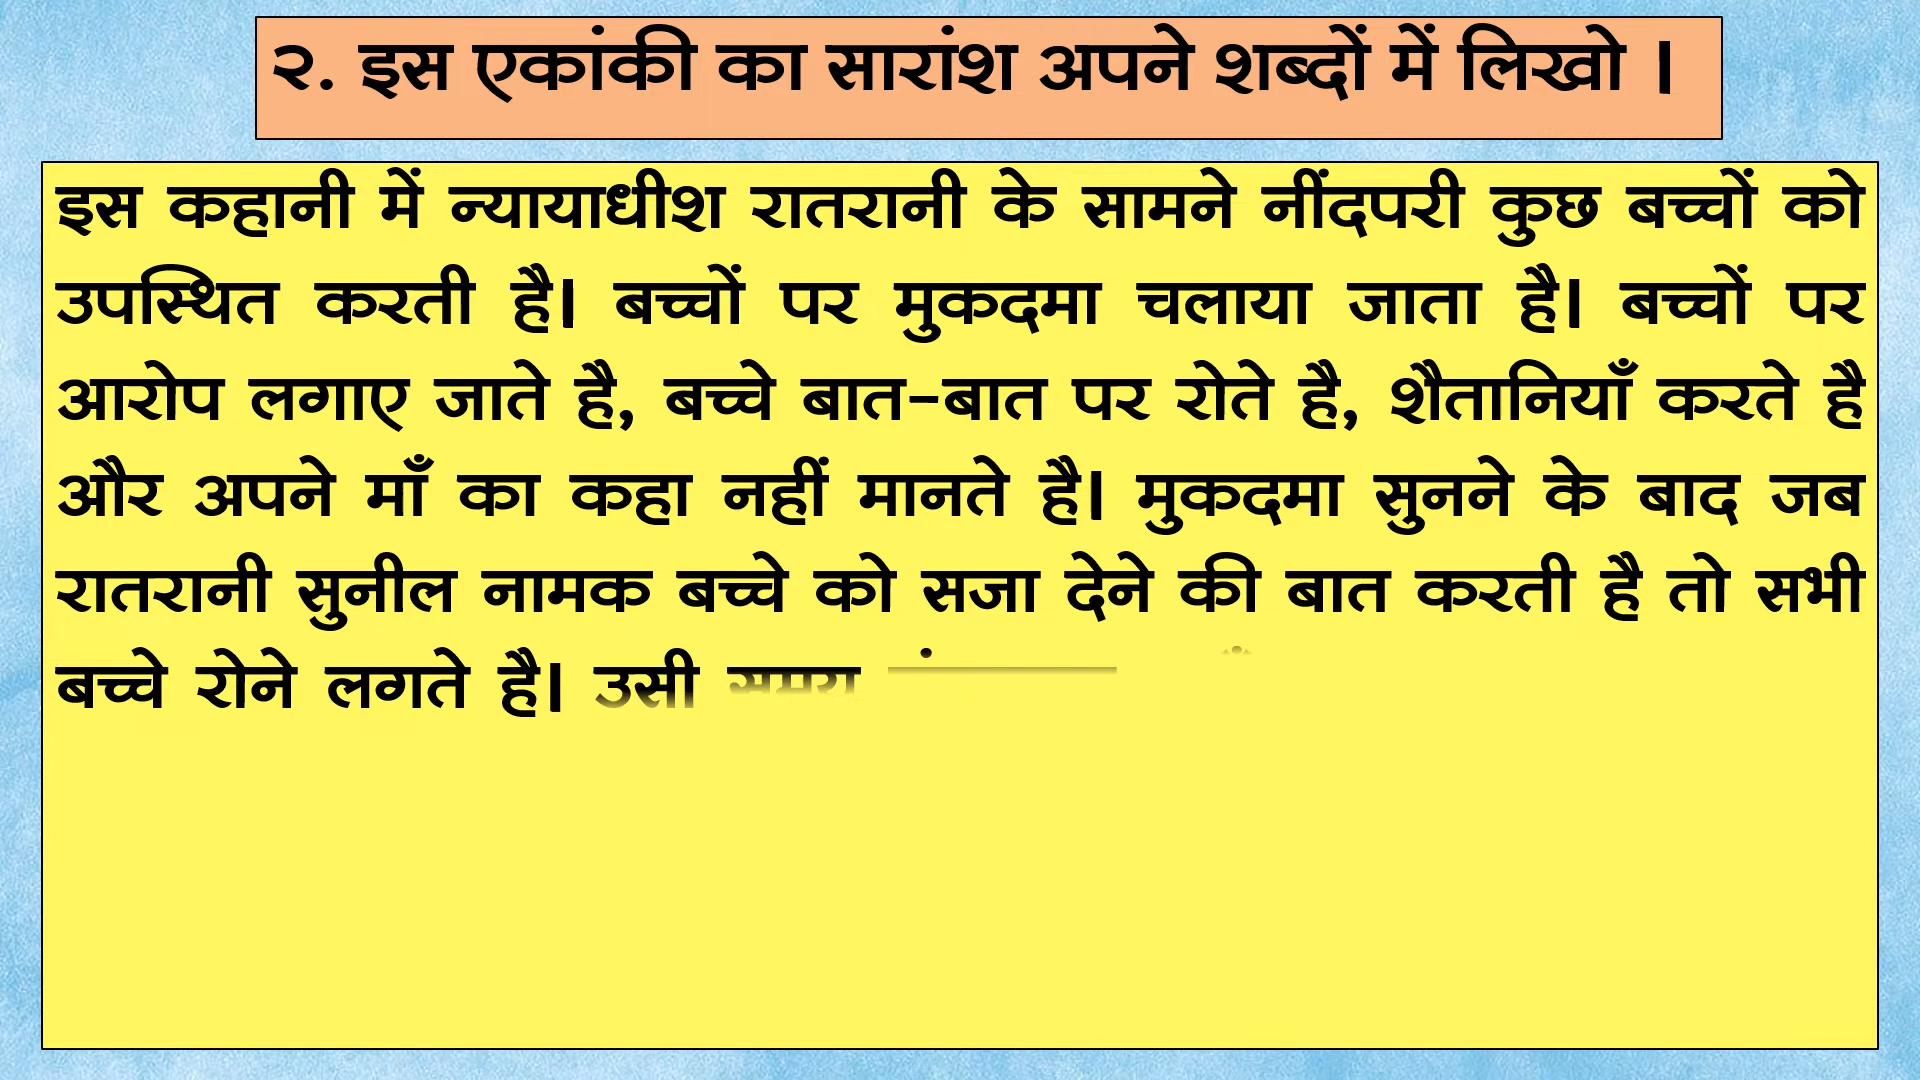 २. इस एकांकी का सारांश अपने शब्दों में लिखो ।
इस कहानी में न्यायाधीश रातरानी के सामने नींदपरी कुछ बच्चों को
उपस्थित करती है। बच्चों पर मुकदमा चलाया जाता है। बच्चों पर
आरोप लगाए जाते है, बच्चे बात-बात पर रोते है, शैतानियाँ करते है
और अपने माँ का कहा नहीं मानते है। मुकदमा सुनने के बाद जब
रातरानी सुनील नामक बच्चे को सजा देने की बात करती है तो सभी
बच्चे रोने लगते है। उसी समय